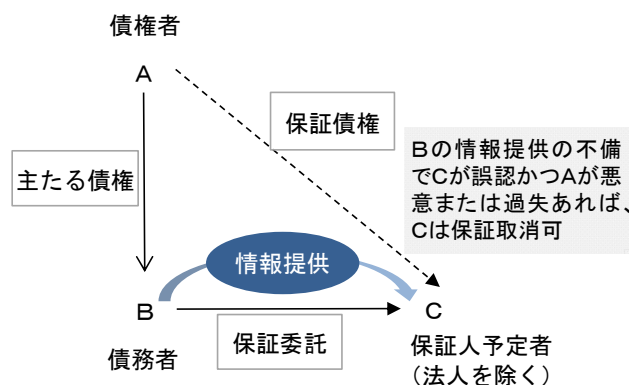 債権者
A
保証債権
主たる債権
Bの情報提供の不備
でCが誤認かつAが悪
意または過失あれば、
Cは保証取消可
情報提供
B
C
保証委託
債務者
保証人予定者
（法人を除く）